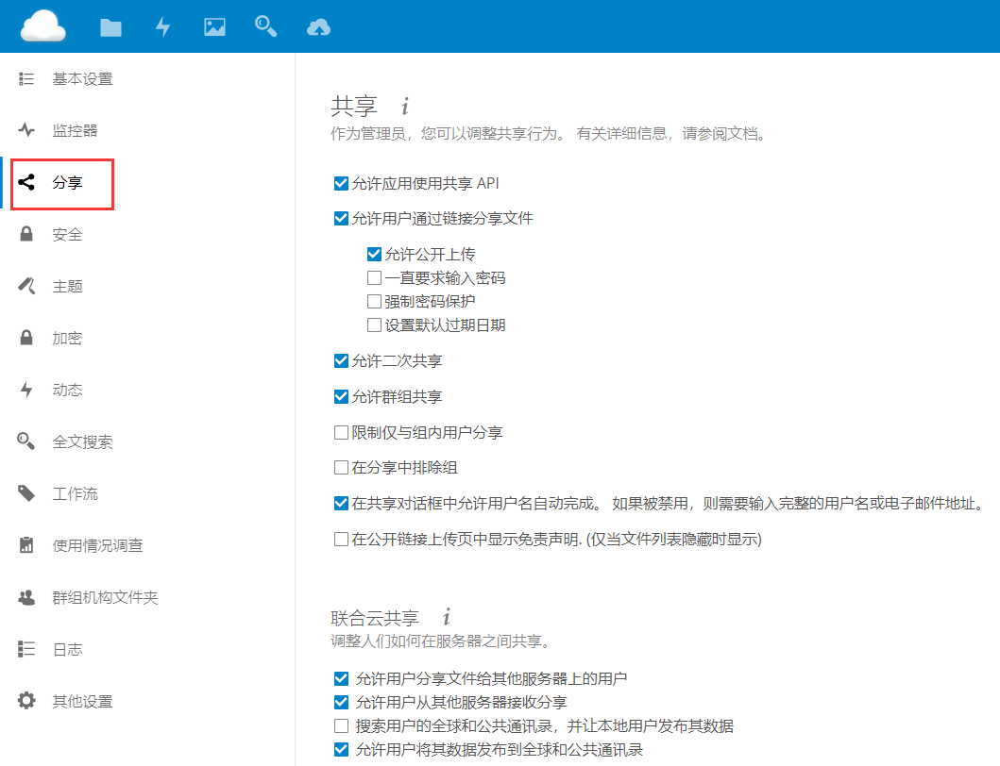 基本设置
监控器
分享
安全
主题
加密
动态
全文搜索
工作流
使用情况调查
群组机构文件夹
日志
其他设置
共享 i
作为管理员，您可以调整共享行为。 有关详细信息，请参阅文档。
允许应用使用共享 API
允许用户通过链接分享文件
允许公开上传
一直要求输入密码
强制密码保护
设置默认过期日期
允许二次共享
允许群组共享
限制仅与组内用户分享
在分享中排除组
在共享对话框中允许用户名自动完成。 如果被禁用，则需要输入完整的用户名或电子邮件地址。
在公开链接上传页中显示免责声明. (仅当文件列表隐藏时显示)
联合云共享 i
调整人们如何在服务器之间共享。
允许用户分享文件给其他服务器上的用户
允许用户从其他服务器接收分享
搜索用户的全球和公共通讯录，并让本地用户发布其数据
允许用户将其数据发布到全球和公共通讯录